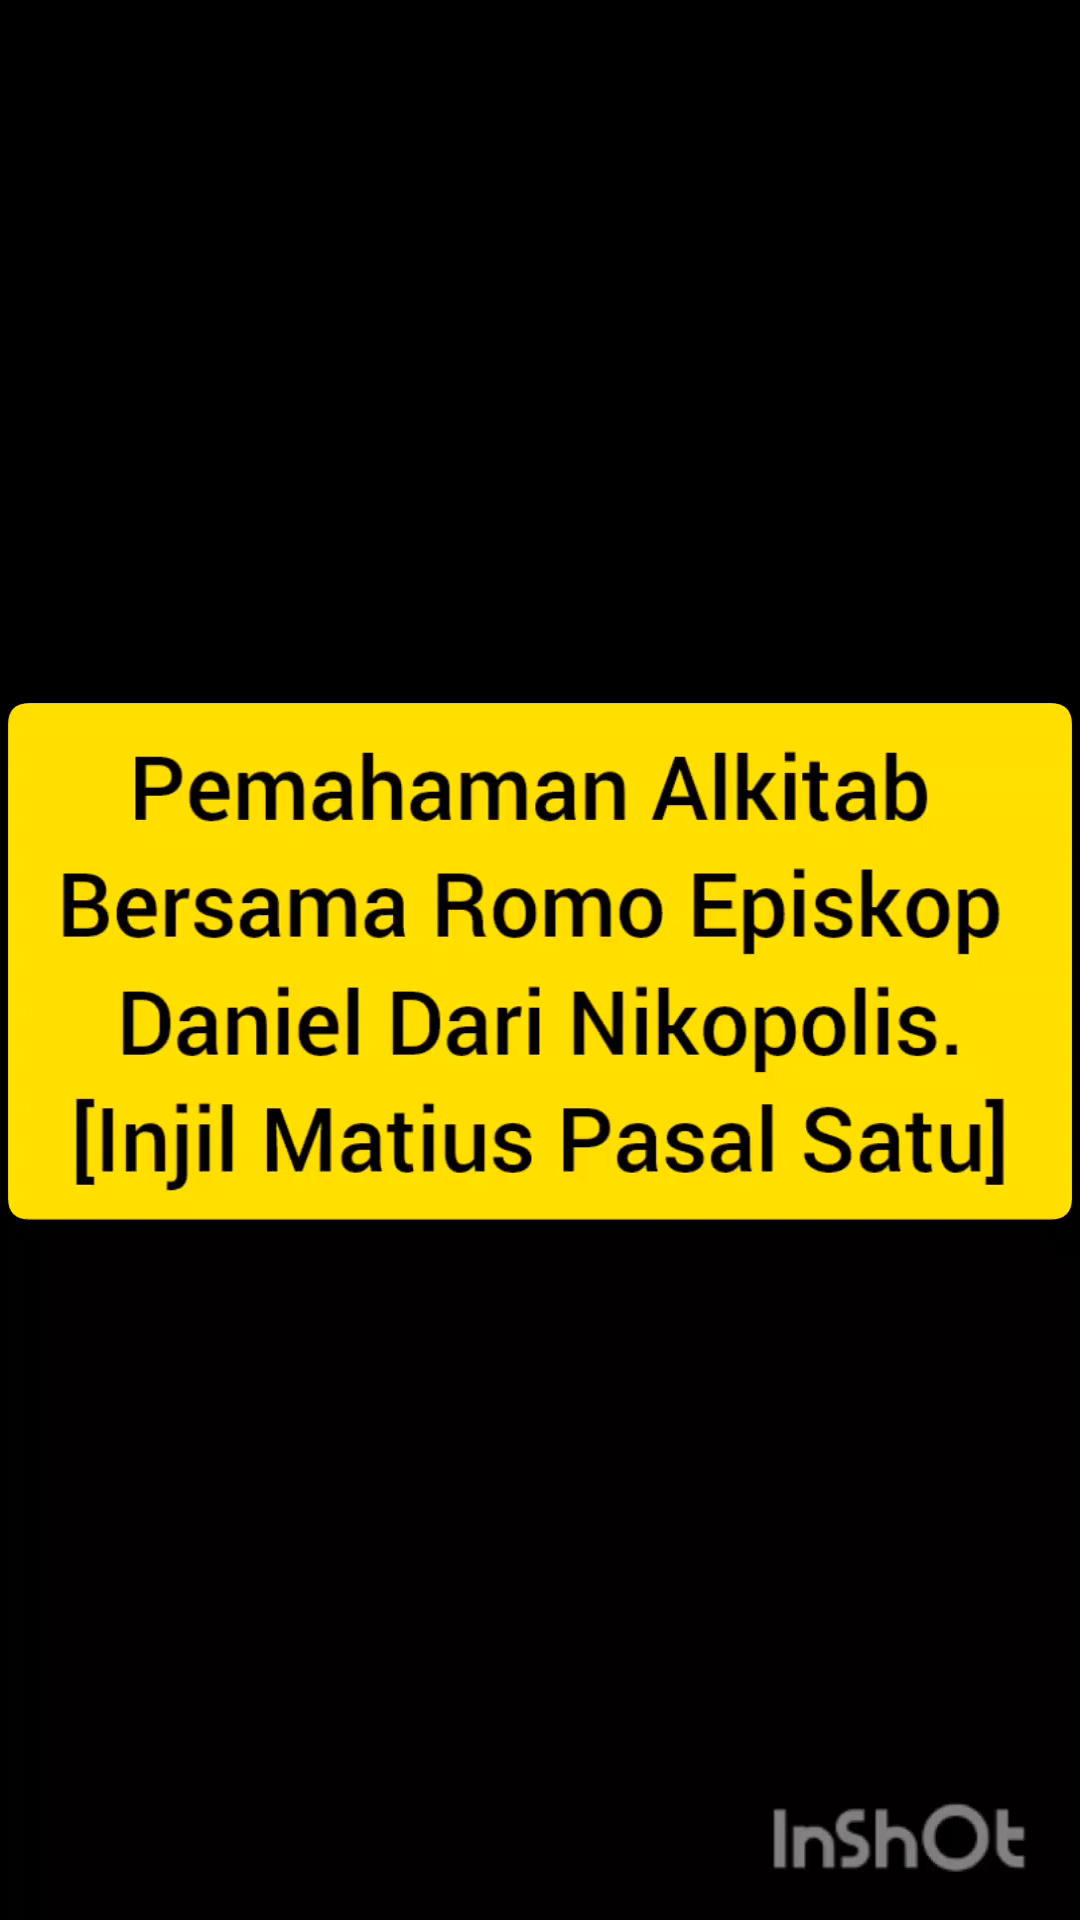 Pemahaman Alkitab
Bersama Romo Episkop
Daniel Dari Nikopolis.
[Injil Matius Pasal Satu]
InShOt